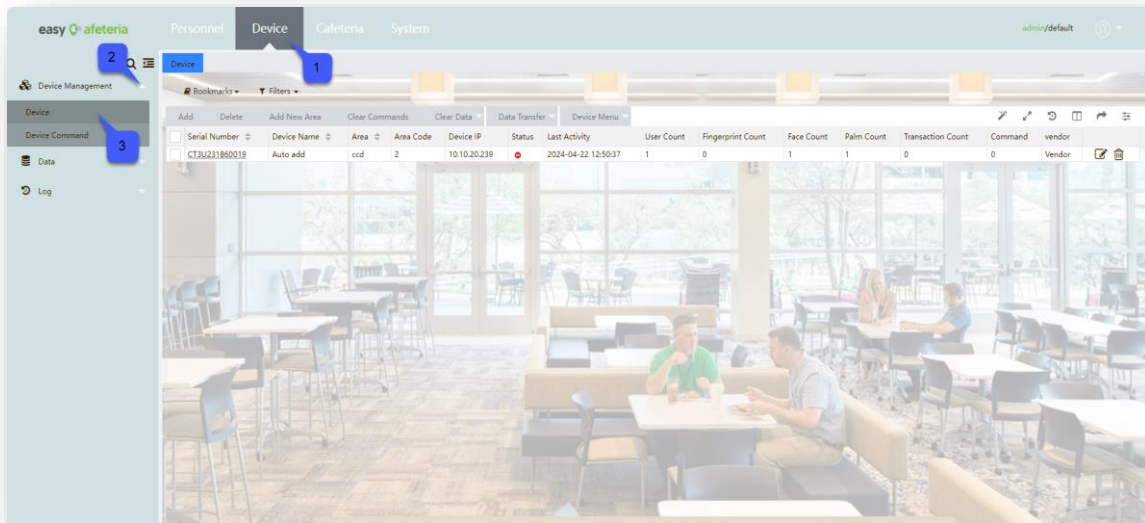 easy Cafeteria
Personnel Device Cafeteria System
admin/default
1
2
Device
Device Management
Bookmarks Filters
Device
Add Delete Add New Area Clear Commands Clear Data Data Transfer Device Menu
Device Command
3
Serial Number Device Name Area Area Code Device IP Status Last Activity User Count Fingerprint Count Face Count Palm Count Transaction Count Command vendor
CT3U231860019 Auto add ccd 2 10.10.20.239 2024-04-22 12:50:37 1 0 1 1 0 0 Vendor
Data
Log